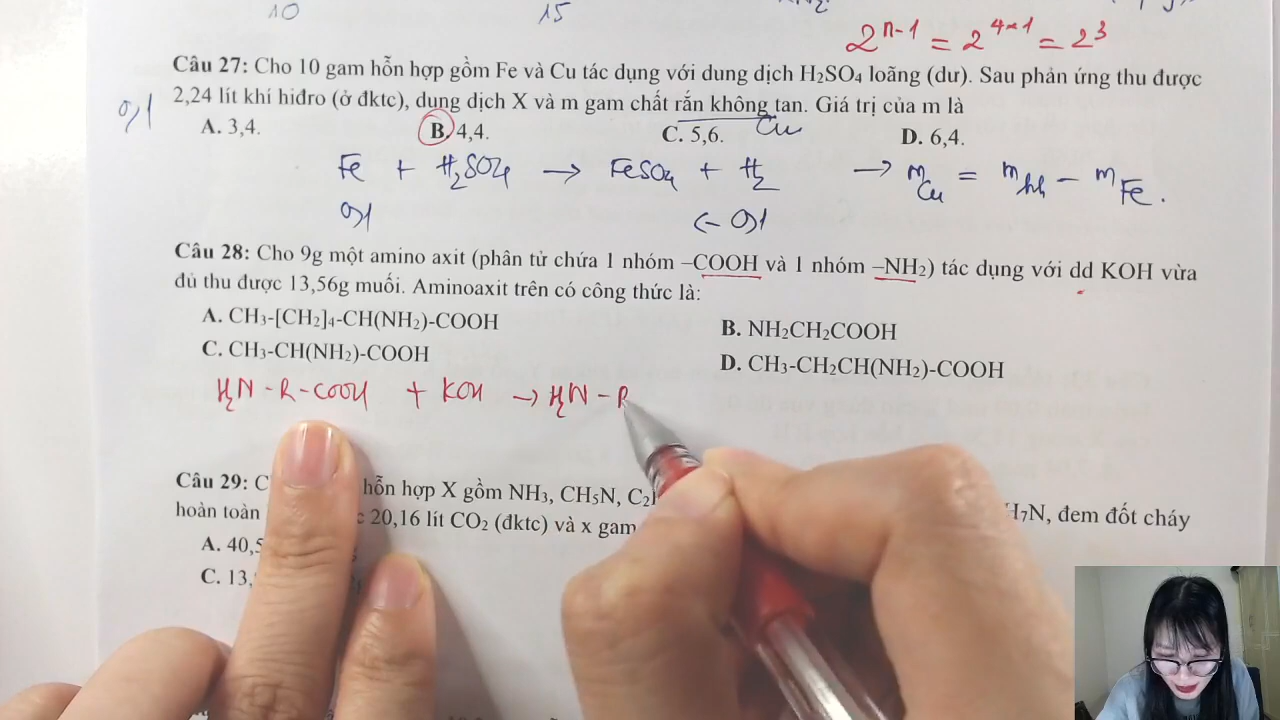 10 15
2^(n-1) = 2^(4-1) = 2^3
Câu 27: Cho 10 gam hỗn hợp gồm Fe và Cu tác dụng với dung dịch H₂SO₄ loãng (dư). Sau phản ứng thu được
0,1 2,24 lít khí hiđro (ở đktc), dung dịch X và m gam chất rắn không tan. Giá trị của m là
A. 3,4. B. 4,4. C. 5,6. Cu D. 6,4.
Fe + H₂SO₄ → FeSO₄ + H₂ → m Cu = m hh − m Fe.
0,1 ← 0,1
Câu 28: Cho 9g một amino axit (phân tử chứa 1 nhóm –COOH và 1 nhóm –NH₂) tác dụng với dd KOH vừa
đủ thu được 13,56g muối. Aminoaxit trên có công thức là:
A. CH₃-[CH₂]₄-CH(NH₂)-COOH B. NH₂CH₂COOH
C. CH₃-CH(NH₂)-COOH D. CH₃-CH₂CH(NH₂)-COOH
H₂N - R - COOH + KOH → H₂N - R
Câu 29: C hỗn hợp X gồm NH₃, CH₅N, C₂ H₇N, đem đốt cháy
hoàn toàn 20,16 lít CO₂ (đktc) và x gam
A. 40,5
C. 13,